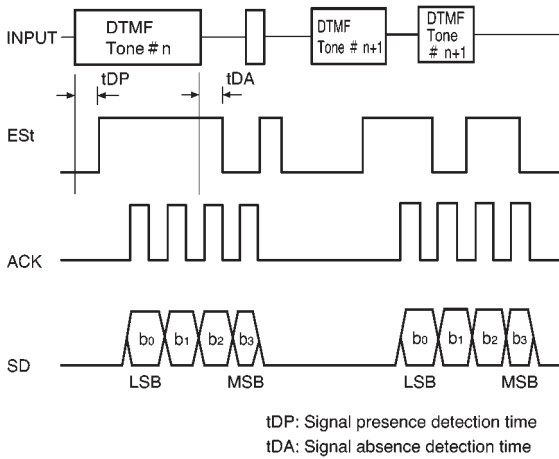 INPUT
DTMF
Tone # n
DTMF
Tone # n+1
DTMF
Tone
# n+1
tDP
tDA
ESt
ACK
SD
b0 b1 b2 b3
b0 b1 b2 b3
LSB MSB
LSB MSB
tDP: Signal presence detection time
tDA: Signal absence detection time